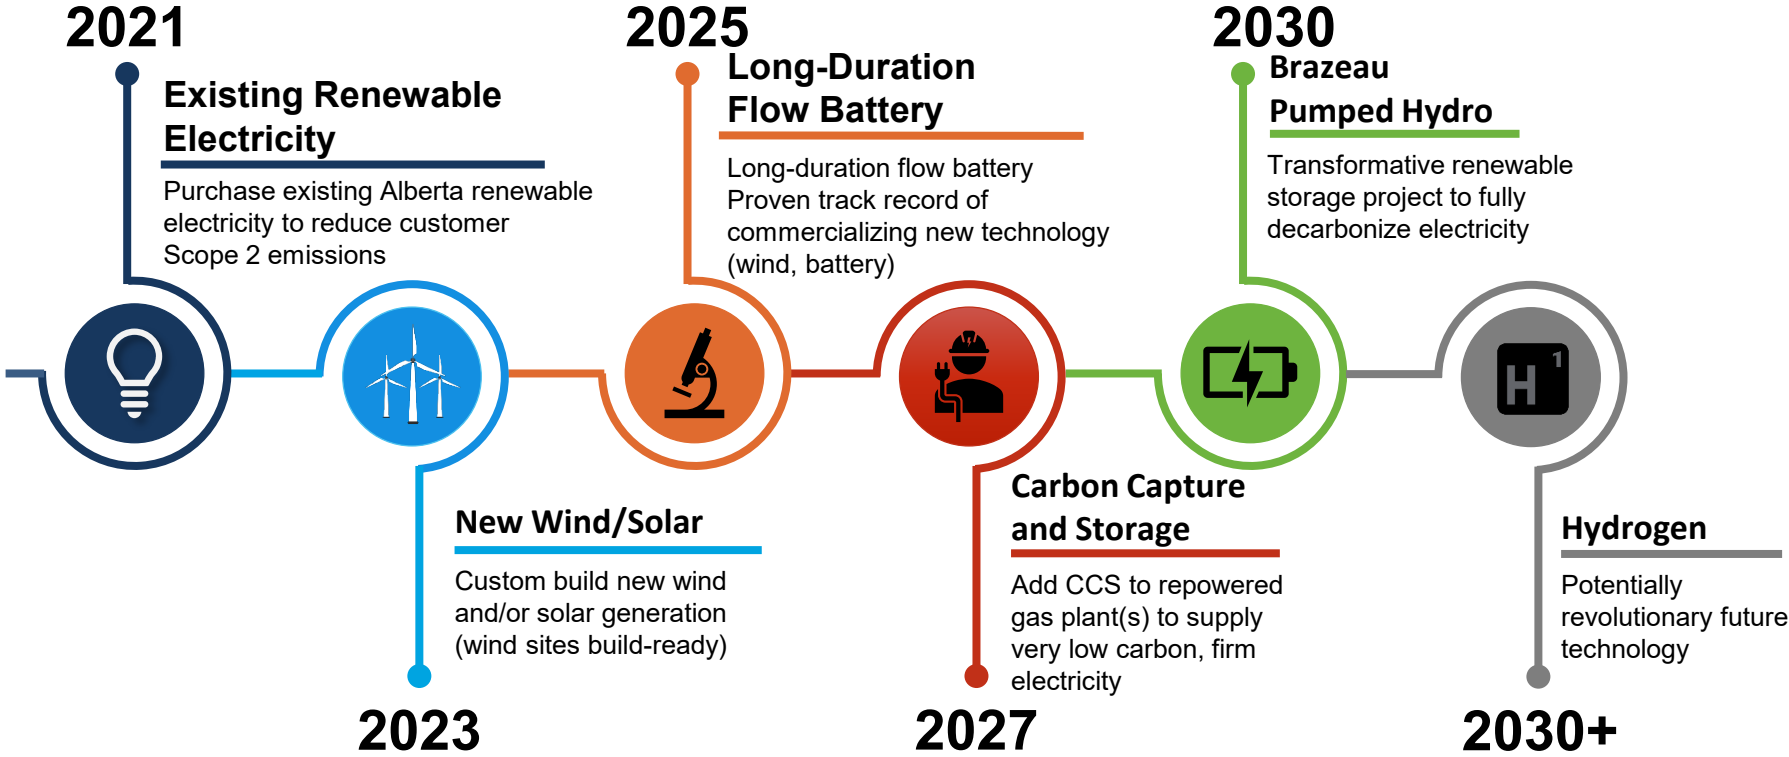 2021
Existing Renewable
Electricity
Purchase existing Alberta renewable
electricity to reduce customer
Scope 2 emissions
New Wind/Solar
Custom build new wind
and/or solar generation
(wind sites build-ready)
2023
2025
Long-Duration
Flow Battery
Long-duration flow battery
Proven track record of
commercializing new technology
(wind, battery)
Carbon Capture
and Storage
Add CCS to repowered
gas plant(s) to supply
very low carbon, firm
electricity
2027
2030
Brazeau
Pumped Hydro
Transformative renewable
storage project to fully
decarbonize electricity
H 1
Hydrogen
Potentially
revolutionary future
technology
2030+